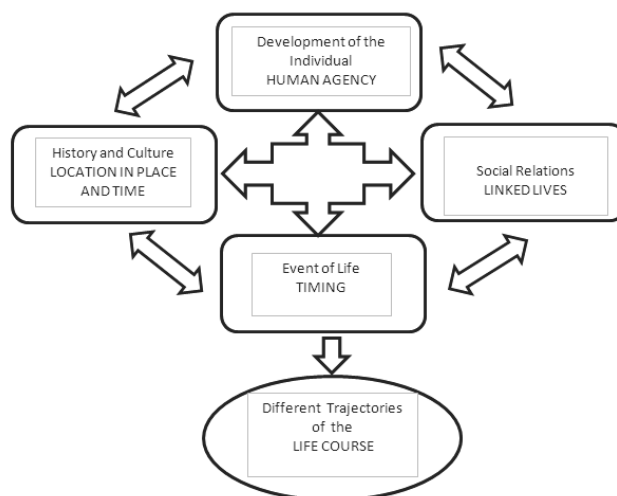 Development of the
Individual
HUMAN AGENCY
History and Culture
LOCATION IN PLACE
AND TIME
Social Relations
LINKED LIVES
Event of Life
TIMING
Different Trajectories
of the
LIFE COURSE